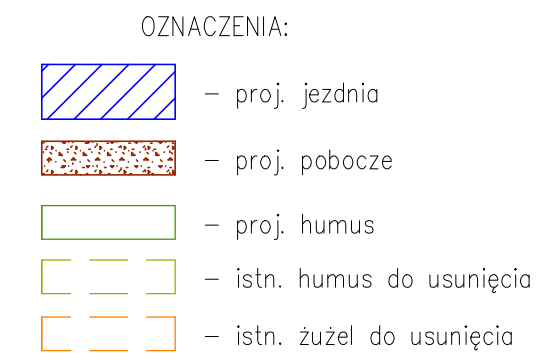 OZNACZENIA:
– proj. jezdnia
– proj. pobocze
– proj. humus
– istn. humus do usunięcia
– istn. żużel do usunięcia